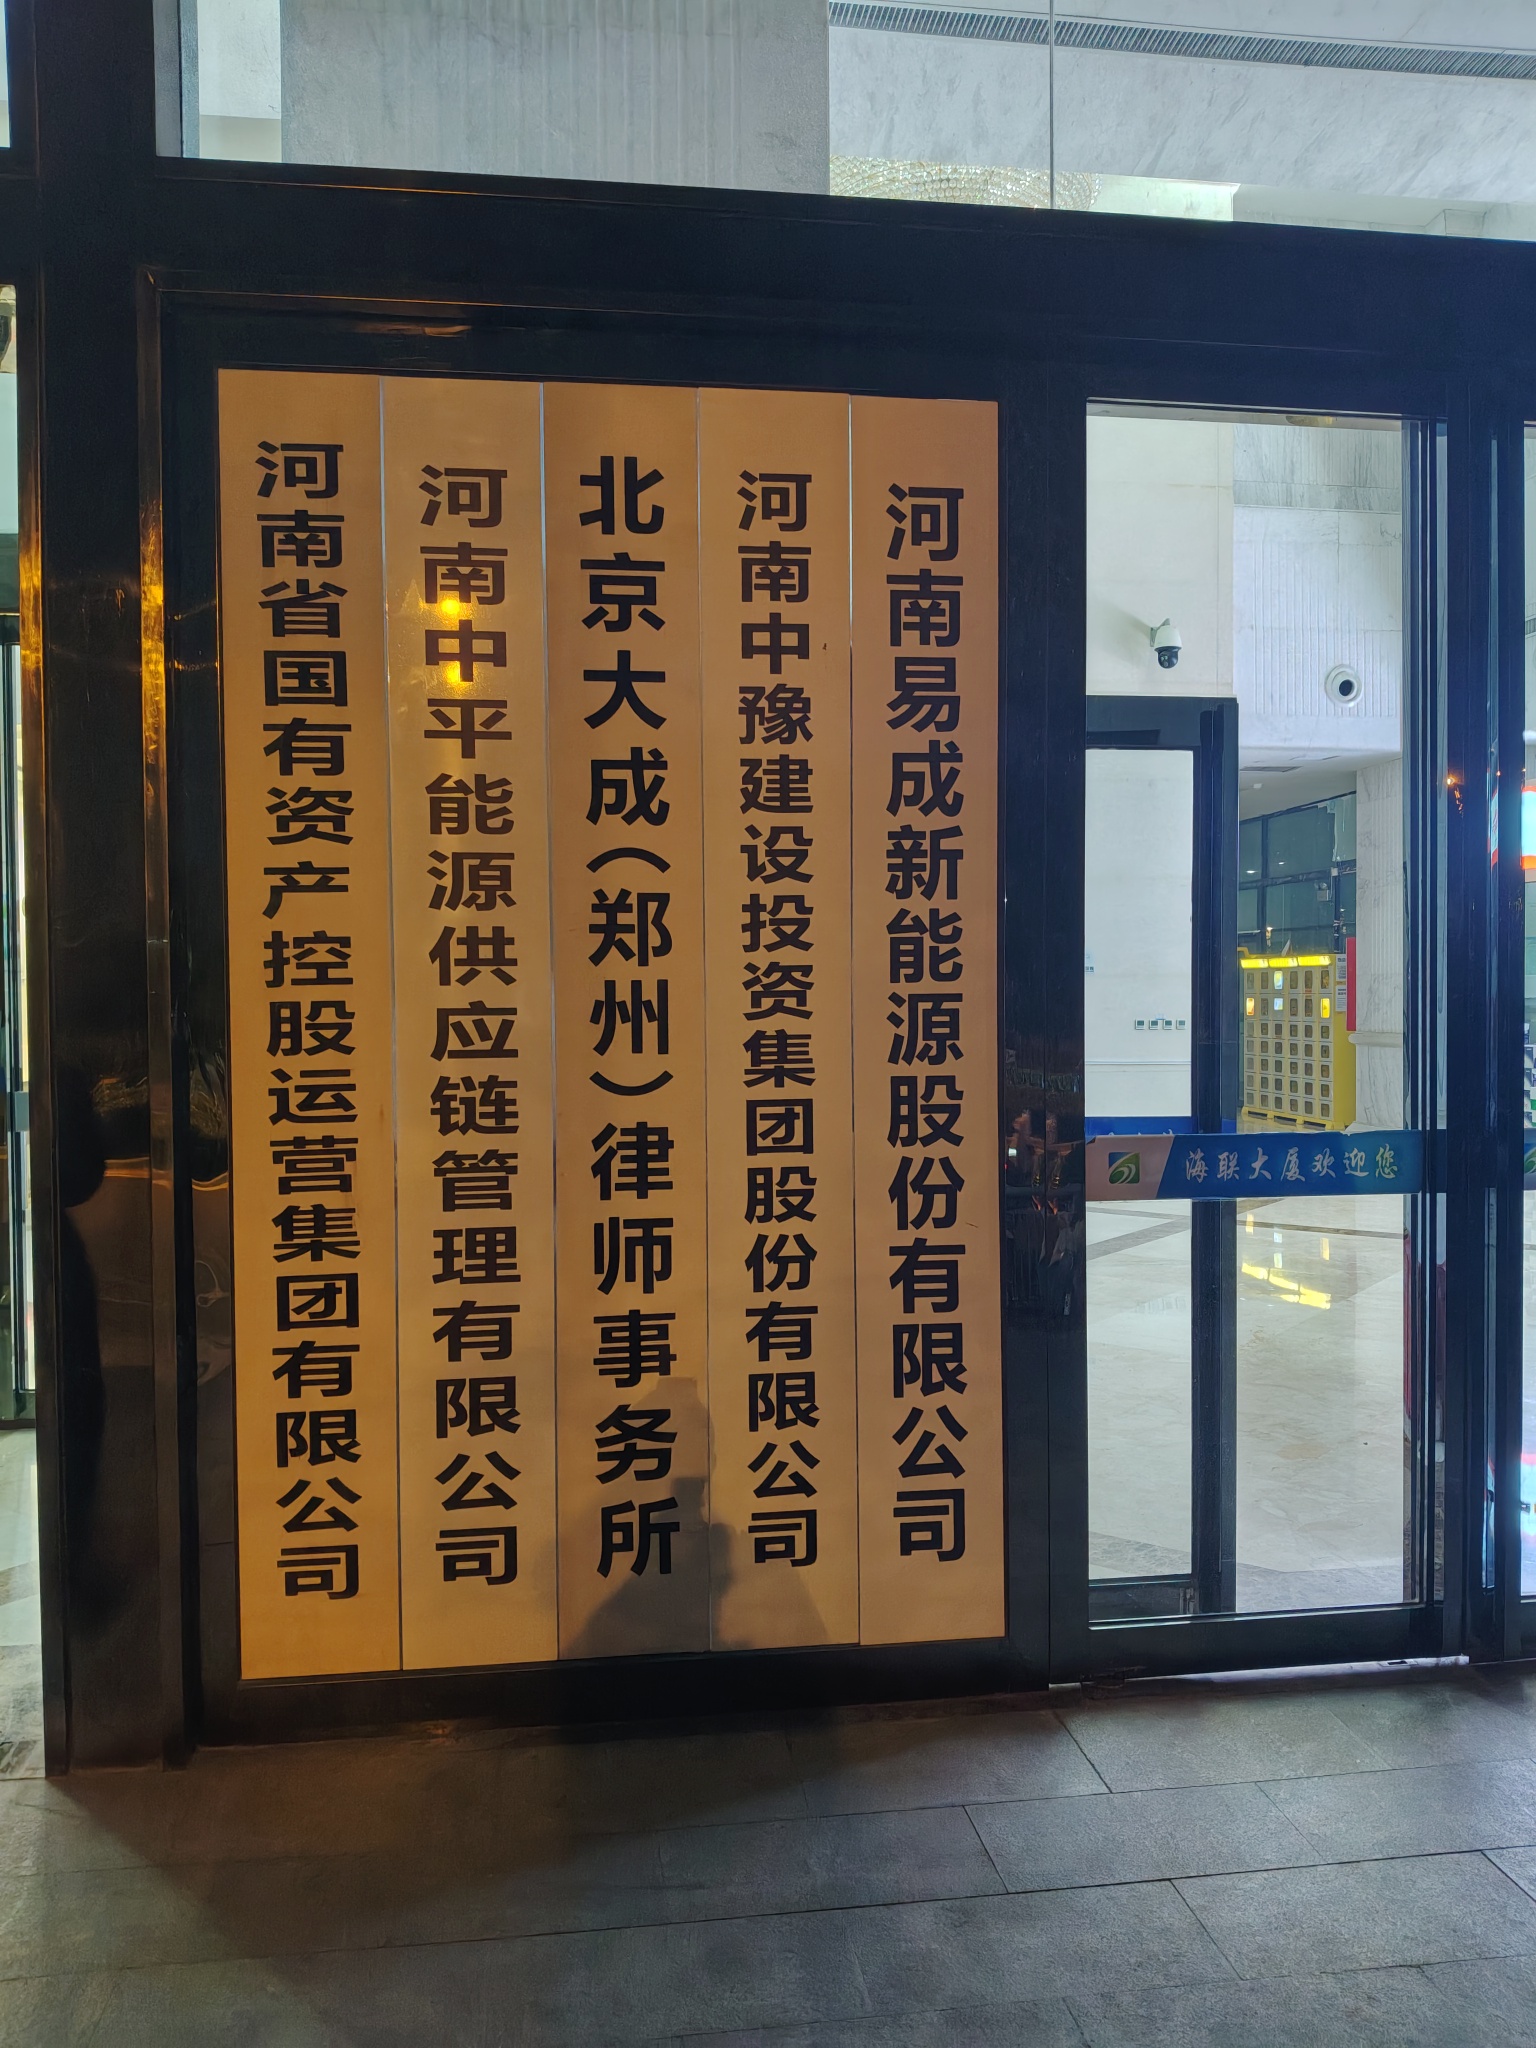 河南省国有资产控股运营集团有限公司
河南中平能源供应链管理有限公司
北京大成（郑州）律师事务所
河南中豫建设投资集团股份有限公司
河南易成新能源股份有限公司
海联大厦欢迎您